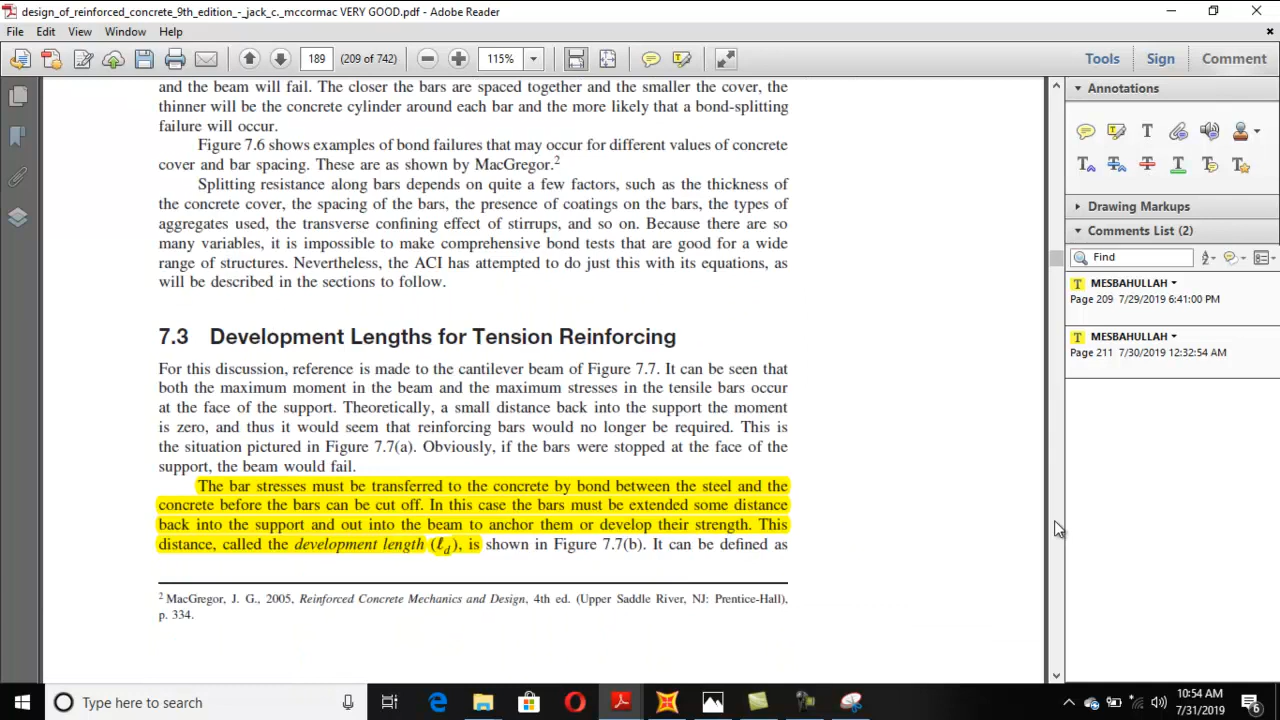 design_of_reinforced_concrete_9th_edition_-_jack_c._mccormac VERY GOOD.pdf - Adobe Reader
File Edit View Window Help
189 (209 of 742) 115% Tools Sign Comment
and the beam will fail. The closer the bars are spaced together and the smaller the cover, the
thinner will be the concrete cylinder around each bar and the more likely that a bond-splitting
failure will occur.
Figure 7.6 shows examples of bond failures that may occur for different values of concrete
cover and bar spacing. These are as shown by MacGregor.2
Splitting resistance along bars depends on quite a few factors, such as the thickness of
the concrete cover, the spacing of the bars, the presence of coatings on the bars, the types of
aggregates used, the transverse confining effect of stirrups, and so on. Because there are so
many variables, it is impossible to make comprehensive bond tests that are good for a wide
range of structures. Nevertheless, the ACI has attempted to do just this with its equations, as
will be described in the sections to follow.
7.3 Development Lengths for Tension Reinforcing
For this discussion, reference is made to the cantilever beam of Figure 7.7. It can be seen that
both the maximum moment in the beam and the maximum stresses in the tensile bars occur
at the face of the support. Theoretically, a small distance back into the support the moment
is zero, and thus it would seem that reinforcing bars would no longer be required. This is
the situation pictured in Figure 7.7(a). Obviously, if the bars were stopped at the face of the
support, the beam would fail.
The bar stresses must be transferred to the concrete by bond between the steel and the
concrete before the bars can be cut off. In this case the bars must be extended some distance
back into the support and out into the beam to anchor them or develop their strength. This
distance, called the development length (ℓd), is shown in Figure 7.7(b). It can be defined as
2 MacGregor, J. G., 2005, Reinforced Concrete Mechanics and Design, 4th ed. (Upper Saddle River, NJ: Prentice-Hall),
p. 334.
Annotations
Drawing Markups
Comments List (2)
Find
MESBAHULLAH
Page 209 7/29/2019 6:41:00 PM
MESBAHULLAH
Page 211 7/30/2019 12:32:54 AM
Type here to search
10:54 AM
7/31/2019
6